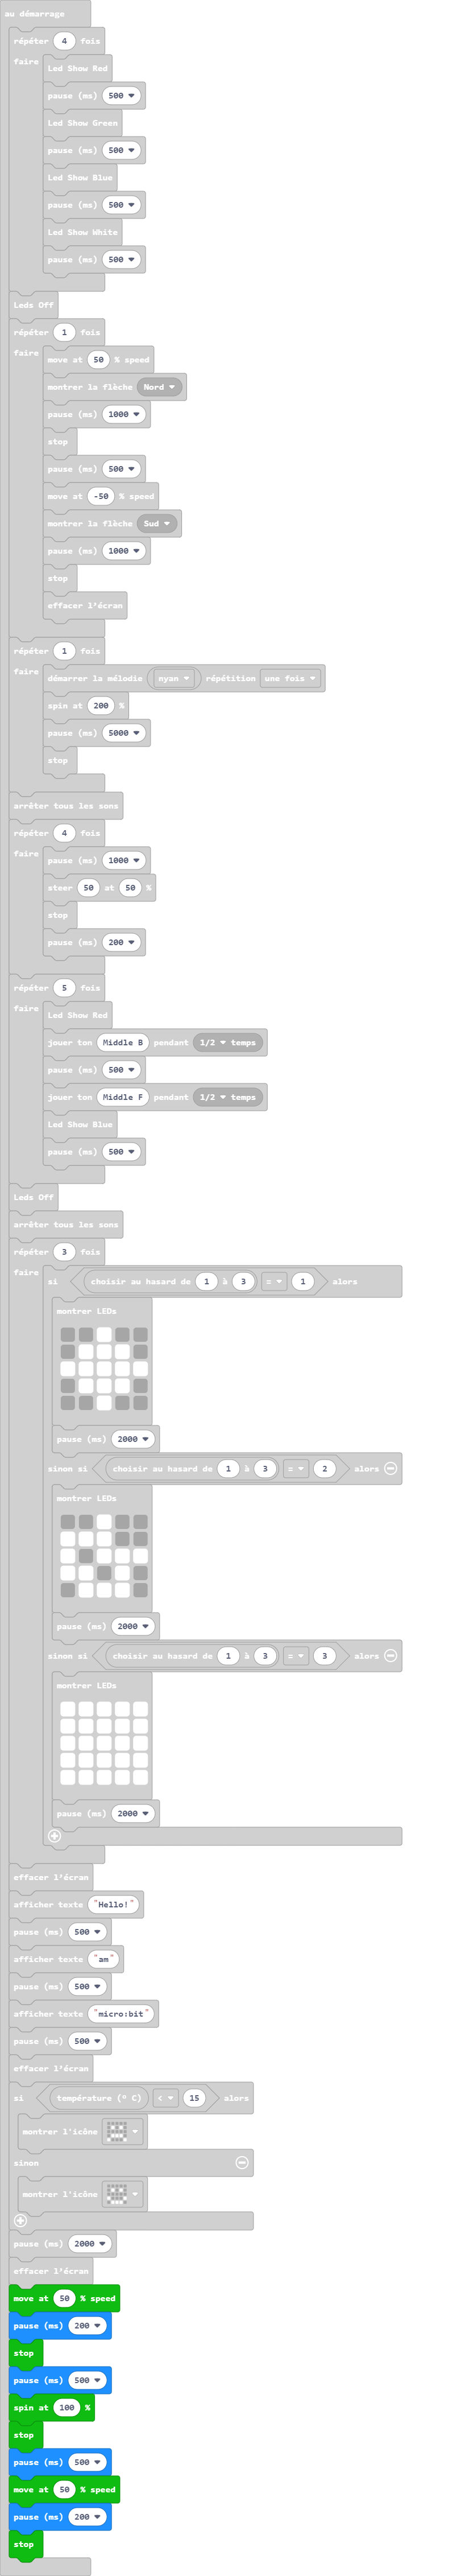 au démarrage
répéter 4 fois
faire
Led Show Red
pause (ms) 500
Led Show Green
pause (ms) 500
Led Show Blue
pause (ms) 500
Led Show White
pause (ms) 500
Leds Off
répéter 1 fois
faire
move at 50 % speed
montrer la flèche Nord
pause (ms) 1000
stop
pause (ms) 500
move at -50 % speed
montrer la flèche Sud
pause (ms) 1000
stop
effacer l'écran
répéter 1 fois
faire
démarrer la mélodie nyan répétition une fois
spin at 200 %
pause (ms) 5000
stop
arrêter tous les sons
répéter 4 fois
faire
pause (ms) 1000
steer 50 at 50 %
stop
pause (ms) 200
répéter 5 fois
faire
Led Show Red
jouer ton Middle B pendant 1/2 temps
pause (ms) 500
jouer ton Middle F pendant 1/2 temps
Led Show Blue
pause (ms) 500
Leds Off
arrêter tous les sons
répéter 3 fois
faire
si choisir au hasard de 1 à 3 = 1 alors
montrer LEDs
pause (ms) 2000
sinon si choisir au hasard de 1 à 3 = 2 alors
montrer LEDs
pause (ms) 2000
sinon si choisir au hasard de 1 à 3 = 3 alors
montrer LEDs
pause (ms) 2000
effacer l'écran
afficher texte "Hello!"
pause (ms) 500
afficher texte "am"
pause (ms) 500
afficher texte "micro:bit"
pause (ms) 500
effacer l'écran
si température (º C) < 15 alors
montrer l'icône
sinon
montrer l'icône
pause (ms) 2000
effacer l'écran
move at 50 % speed
pause (ms) 200
stop
pause (ms) 500
spin at 100 %
stop
pause (ms) 500
move at 50 % speed
pause (ms) 200
stop